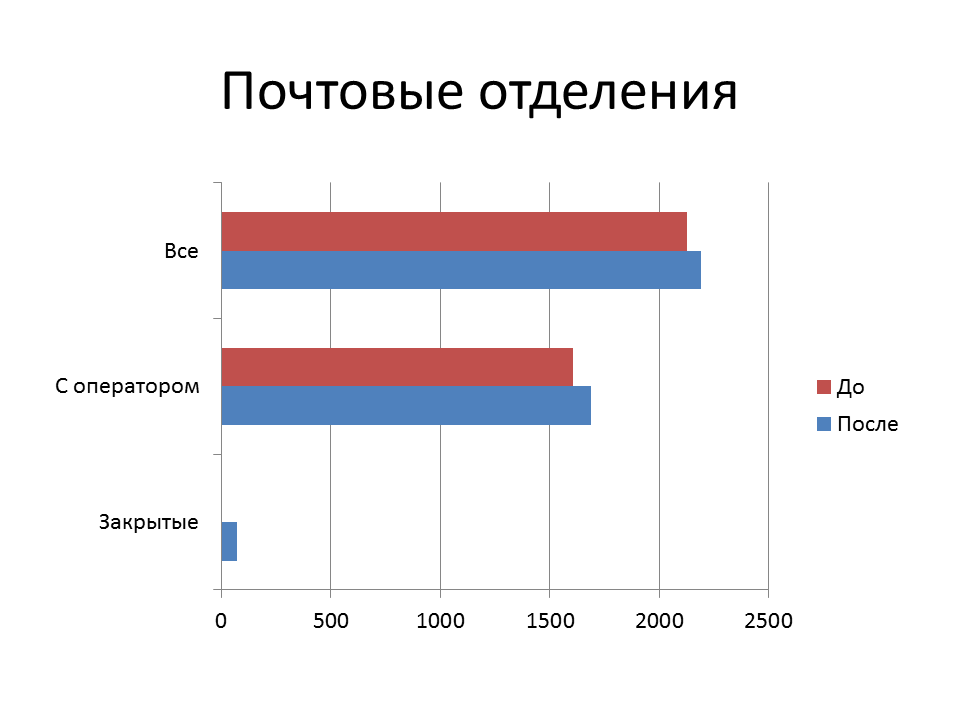 Почтовые отделения
Все
С оператором
Закрытые
До
После
0 500 1000 1500 2000 2500